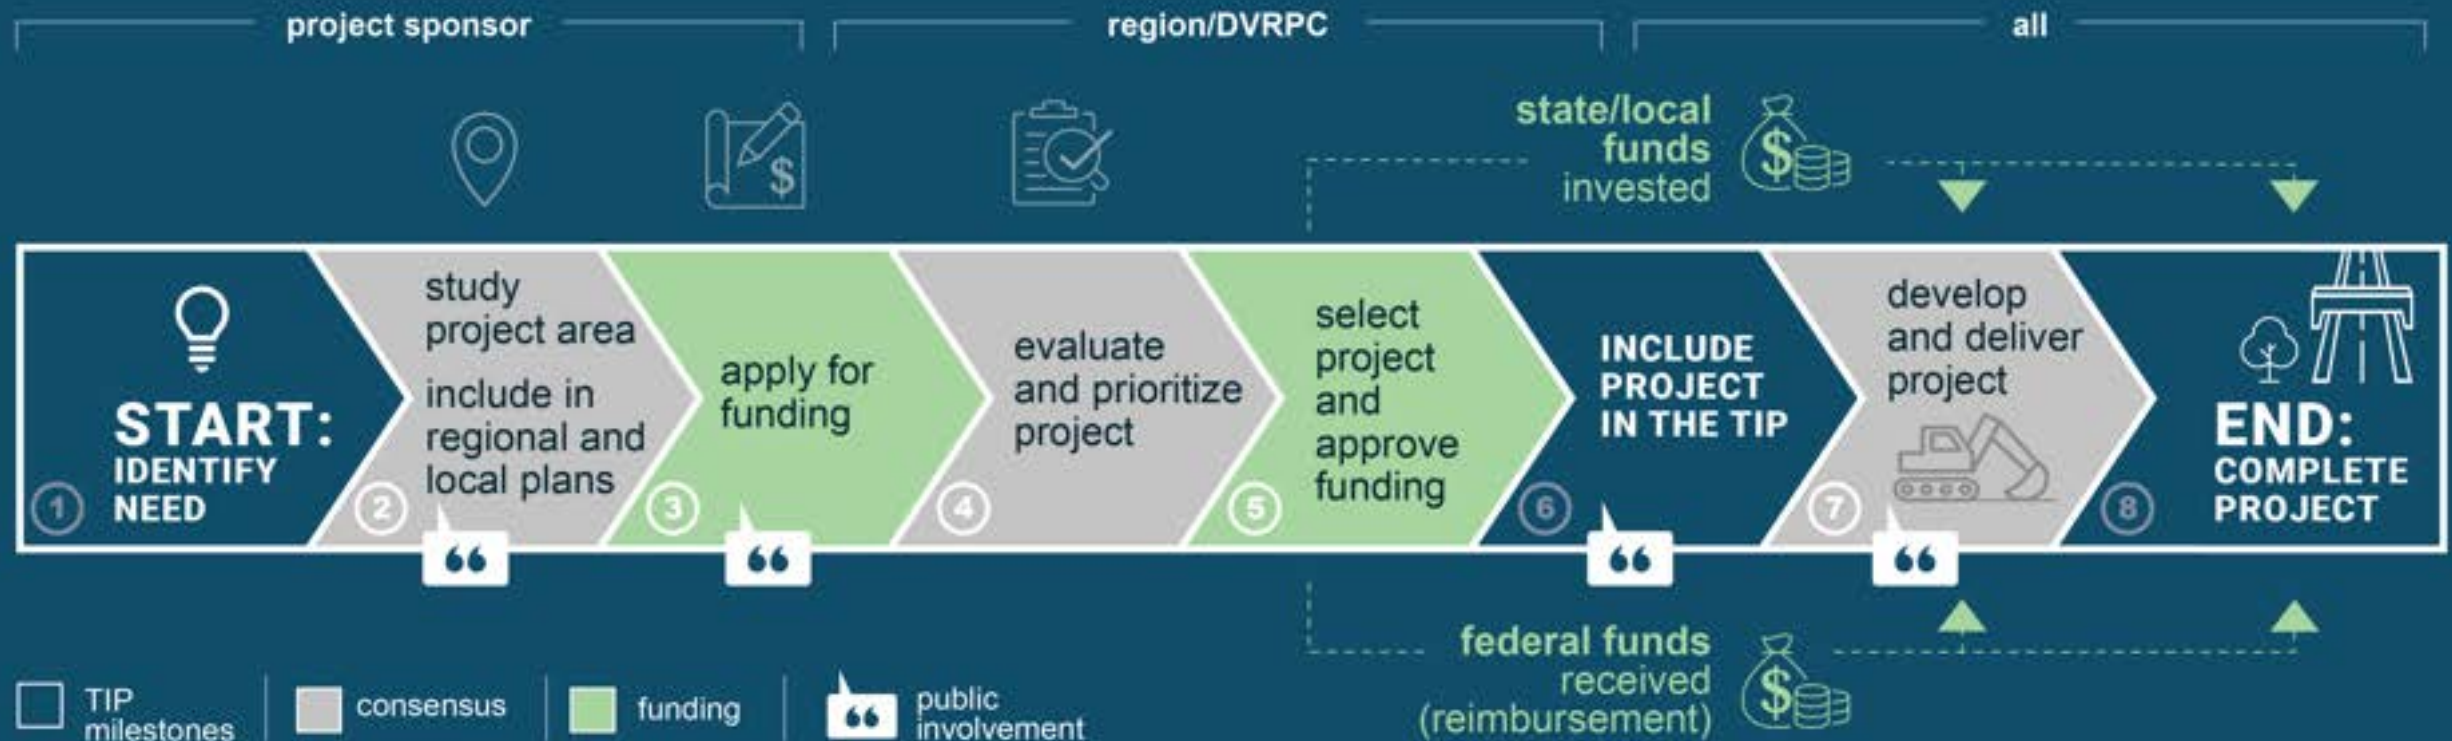 project sponsor
region/DVRPC
all
state/local
funds
invested
$
$
1
START:
IDENTIFY
NEED
2
study
project area
include in
regional and
local plans
3
apply for
funding
4
evaluate
and prioritize
project
5
select
project
and
approve
funding
6
INCLUDE
PROJECT
IN THE TIP
7
develop
and deliver
project
8
END:
COMPLETE
PROJECT
federal funds
received
(reimbursement)
$
TIP
milestones
consensus
funding
public
involvement